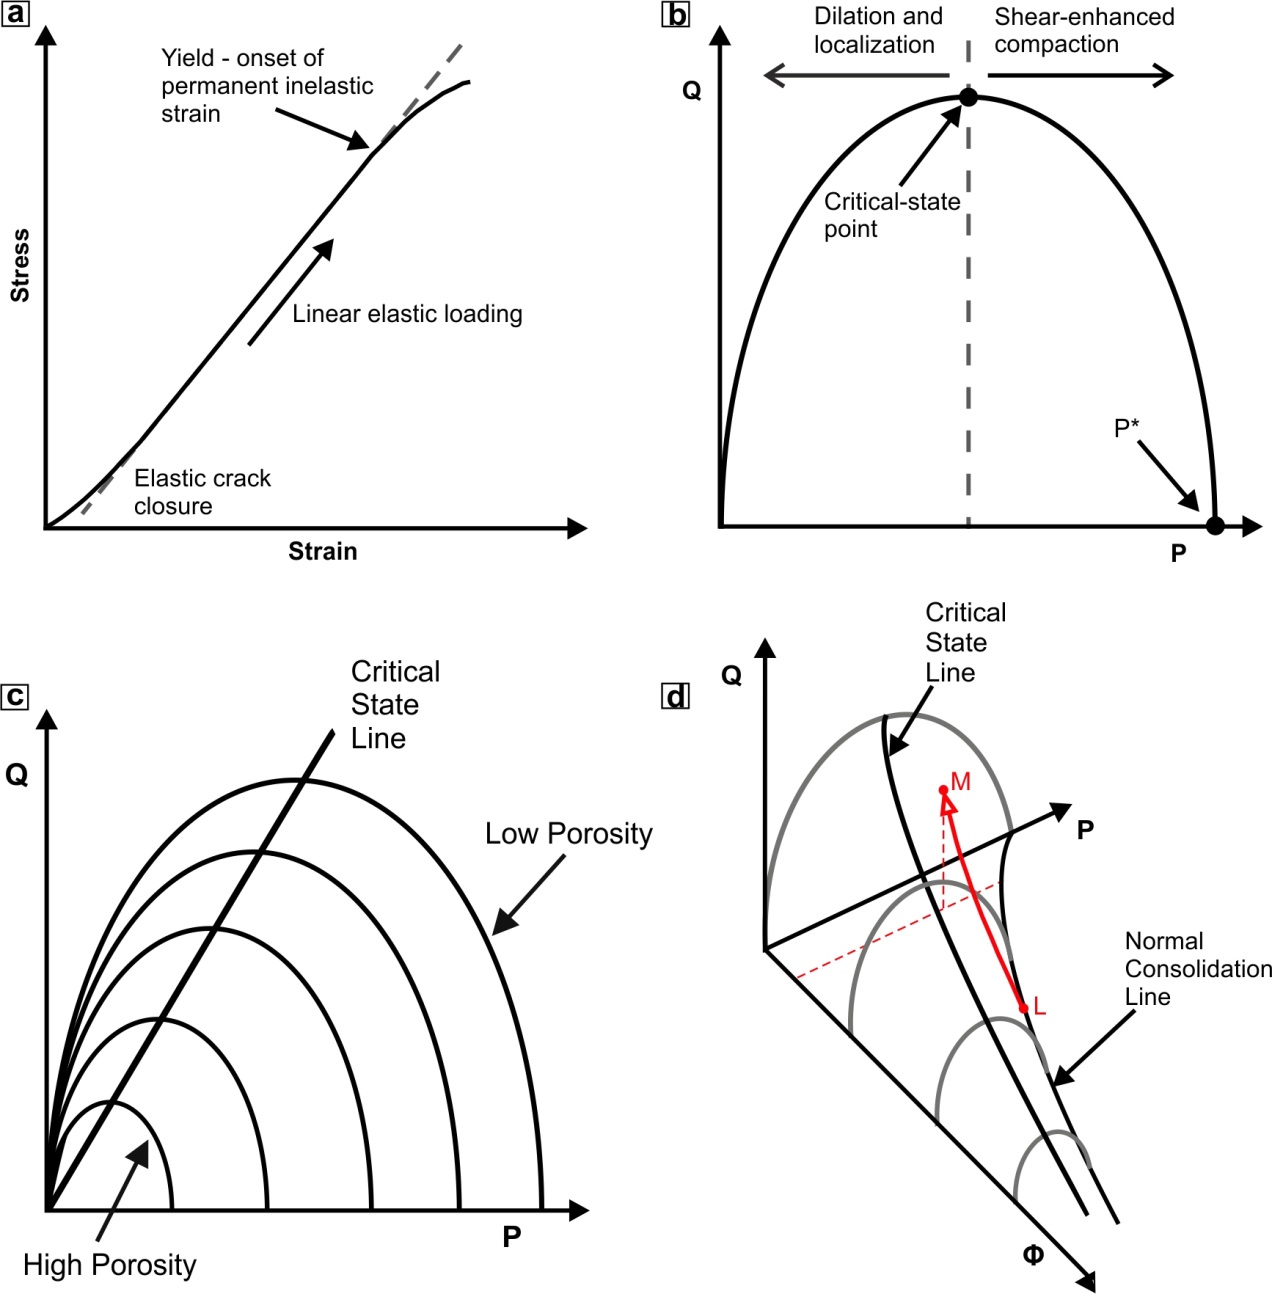 a
Yield - onset of
permanent inelastic
strain
Stress
Linear elastic loading
Elastic crack
closure
Strain
b
Dilation and
localization
Shear-enhanced
compaction
Q
Critical-state
point
P*
P
c
Critical
State
Line
Q
Low Porosity
P
High Porosity
d
Critical
State
Line
Q
M
P
Normal
Consolidation
Line
L
Φ